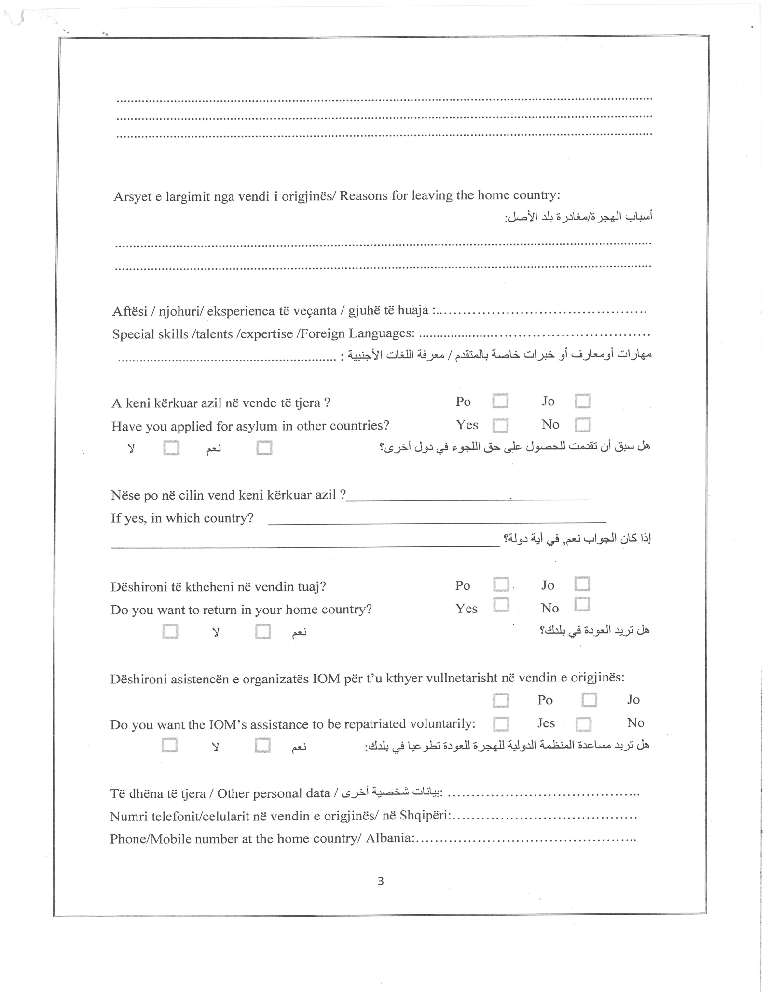 ........................................................................................................................
........................................................................................................................
........................................................................................................................
Arsyet e largimit nga vendi i origjinës/ Reasons for leaving the home country:
أسباب الهجرة/مغادرة بلد الأصل:
........................................................................................................................
........................................................................................................................
Aftësi / njohuri/ eksperienca të veçanta / gjuhë të huaja :..................................................
Special skills /talents /expertise /Foreign Languages: ..................................................
مهارات أومعارف أو خبرات خاصة بالمتقدم / معرفة اللغات الأجنبية : ..................................................
A keni kërkuar azil në vende të tjera ? Po ☐ Jo ☐
Have you applied for asylum in other countries? Yes ☐ No ☐
هل سبق أن تقدمت للحصول على حق اللجوء في دول أخرى؟ ☐ نعم ☐ لا
Nëse po në cilin vend keni kërkuar azil ?____________________
If yes, in which country? ____________________
إذا كان الجواب نعم, في أية دولة؟ ____________________
Dëshironi të ktheheni në vendin tuaj? Po ☐ Jo ☐
Do you want to return in your home country? Yes ☐ No ☐
هل تريد العودة في بلدك؟ نعم ☐ لا ☐
Dëshironi asistencën e organizatës IOM për t’u kthyer vullnetarisht në vendin e origjinës:
☐ Po ☐ Jo
Do you want the IOM’s assistance to be repatriated voluntarily: ☐ Jes ☐ No
هل تريد مساعدة المنظمة الدولية للهجرة للعودة تطوعيا في بلدك: نعم ☐ لا ☐
Të dhëna të tjera / Other personal data / بيانات شخصية أخرى: ........................................
Numri telefonit/celularit në vendin e origjinës/ në Shqipëri:........................................
Phone/Mobile number at the home country/ Albania:........................................
3